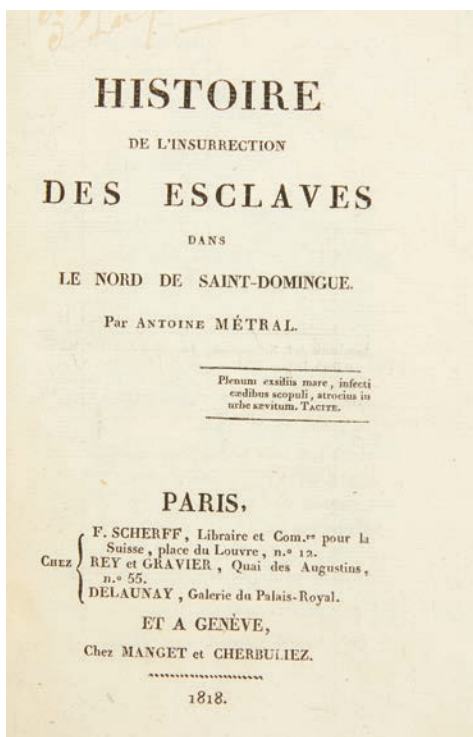 HISTOIRE
DE L'INSURRECTION
DES ESCLAVES
DANS
LE NORD DE SAINT-DOMINGUE.
Par ANTOINE MÉTRAL.
Plenum exsiliis mare, infecti
cædibus scopuli, atrocius in
urbe sævitum. TACITE.
PARIS,
F. SCHERFF, Libraire et Com.re pour la
Suisse, place du Louvre, n.o 12.
CHEZ REY et GRAVIER, Quai des Augustins,
n.o 55.
DELAUNAY, Galerie du Palais-Royal.
ET A GENÈVE,
Chez MANGET et CHERBULIEZ.
1818.